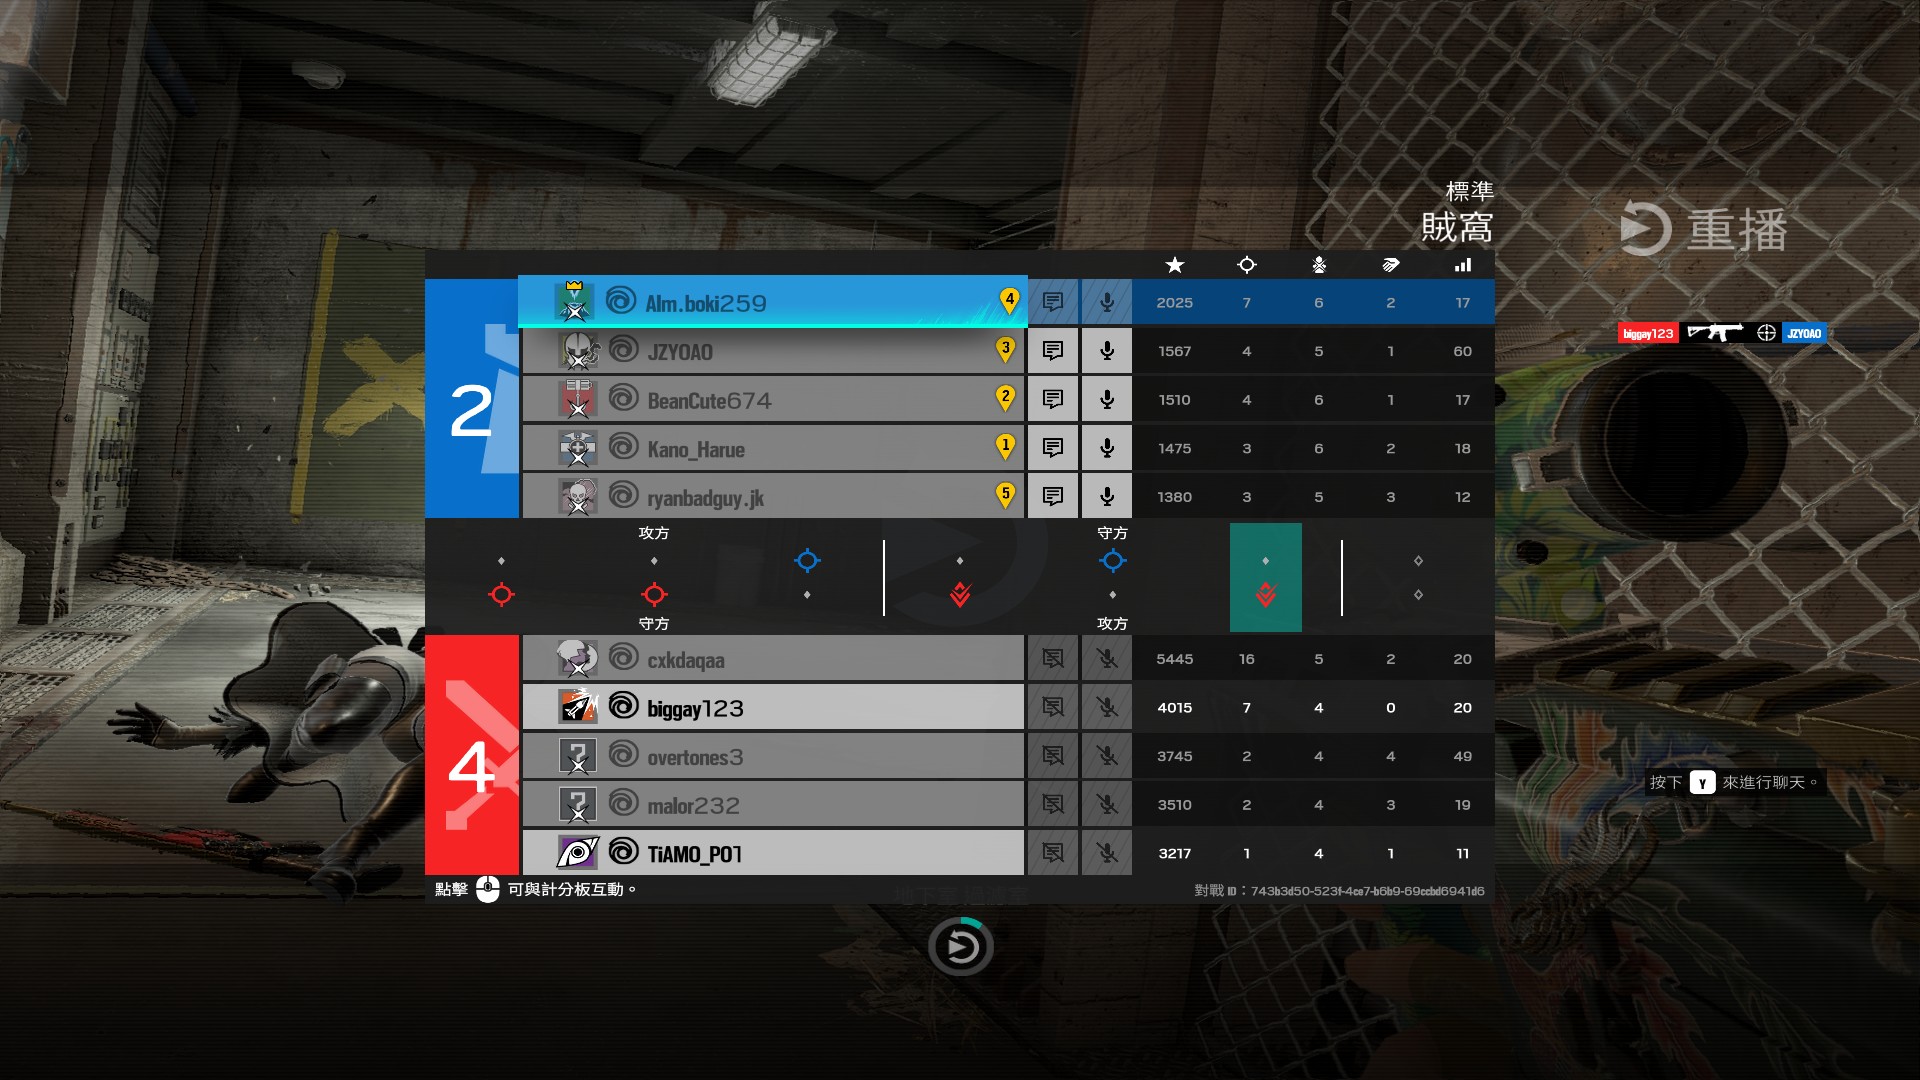 標準
賊窩
重播
2
Alm.boki259 4 2025 7 6 2 17
JZYOAO 3 1567 4 5 1 60
BeanCute674 2 1510 4 6 1 17
Kano_Harue 1 1475 3 6 2 18
ryanbadguy.jk 5 1380 3 5 3 12
biggay123 JZYOAO
攻方 守方
守方 攻方
4
cxkdaqaa 5445 16 5 2 20
biggay123 4015 7 4 0 20
overtones3 3745 2 4 4 49
malor232 3510 2 4 3 19
TiAMO_PO1 3217 1 4 1 11
按下 Y 來進行聊天。
點擊 可與計分板互動。
對戰 ID：743b3d50-523f-4ce7-b6b9-69ccbd6941d6